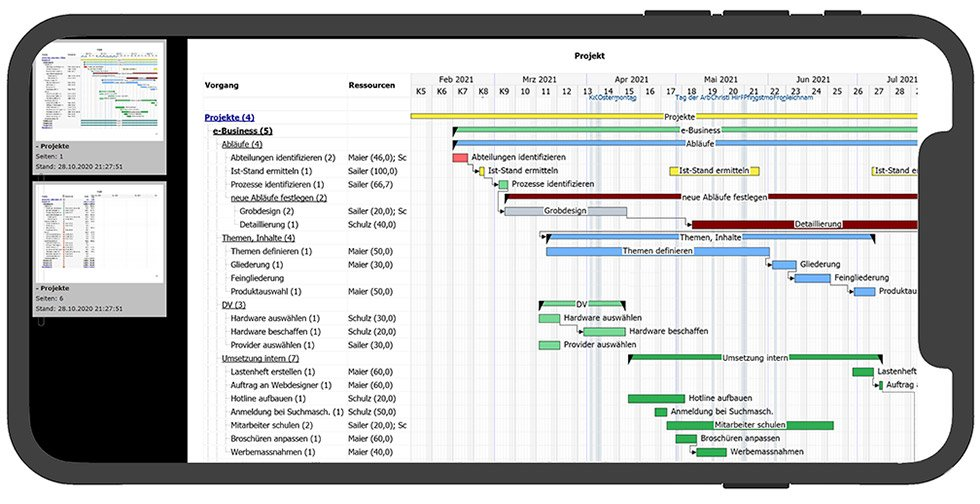 - Projekte
Seiten: 1
Stand: 28.10.2020 21:27:51
- Projekte
Seiten: 6
Stand: 28.10.2020 21:27:51
Projekt
Vorgang Ressourcen Feb 2021 Mrz 2021 Apr 2021 Mai 2021 Jun 2021 Jul 2021
K5 K6 K7 K8 K9 10 11 12 13 14 15 16 17 18 19 20 21 22 23 24 25 26 27 28
Projekte (4) Projekte
e-Business (5) e-Business
Abläufe (4) Abläufe
Abteilungen identifizieren (2) Maier (46,0); Sc Abteilungen identifizieren
Ist-Stand ermitteln (1) Sailer (100,0) Ist-Stand ermitteln Ist-Stand ermitteln Ist-Stand e
Prozesse identifizieren (1) Sailer (66,7) Prozesse identifizieren
neue Abläufe festlegen (2) neue Abläufe festlegen
Grobdesign (2) Sailer (20,0); Sc Grobdesign
Detaillierung (1) Schulz (40,0) Detaillierung
Themen, Inhalte (4) Themen, Inhalte
Themen definieren (1) Maier (50,0) Themen definieren
Gliederung (1) Maier (30,0) Gliederung
Feingliederung Feingliederung
Produktauswahl (1) Maier (50,0) Produktau
DV (3) DV
Hardware auswählen (1) Schulz (30,0) Hardware auswählen
Hardware beschaffen (1) Schulz (20,0) Hardware beschaffen
Provider auswählen (1) Sailer (30,0) Provider auswählen
Umsetzung intern (7) Umsetzung intern
Lastenheft erstellen (1) Maier (60,0) Lastenheft
Auftrag an Webdesigner (1) Maier (60,0) Auftrag
Hotline aufbauen (1) Schulz (20,0) Hotline aufbauen
Anmeldung bei Suchmasch. (1) Schulz (50,0) Anmeldung bei Suchmasch.
Mitarbeiter schulen (2) Sailer (20,0); Sc Mitarbeiter schulen
Broschüren anpassen (1) Maier (60,0) Broschüren anpassen
Werbemassnahmen (1) Maier (40,0) Werbemassnahmen